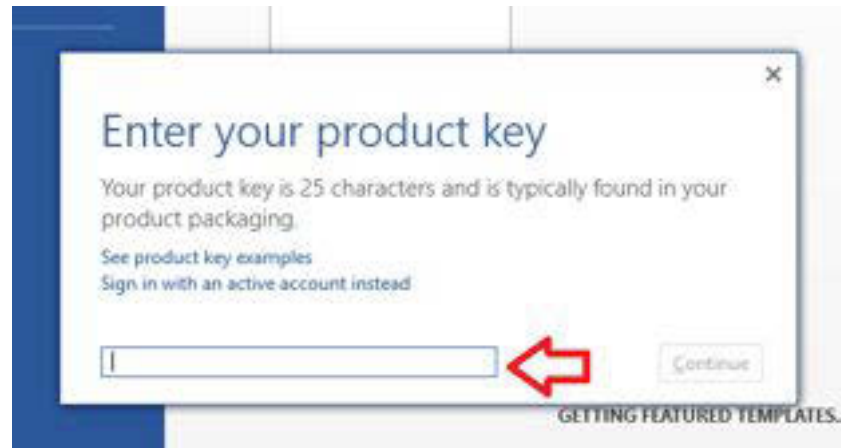 Enter your product key
Your product key is 25 characters and is typically found in your
product packaging.
See product key examples
Sign in with an active account instead
Continue
GETTING FEATURED TEMPLATES...